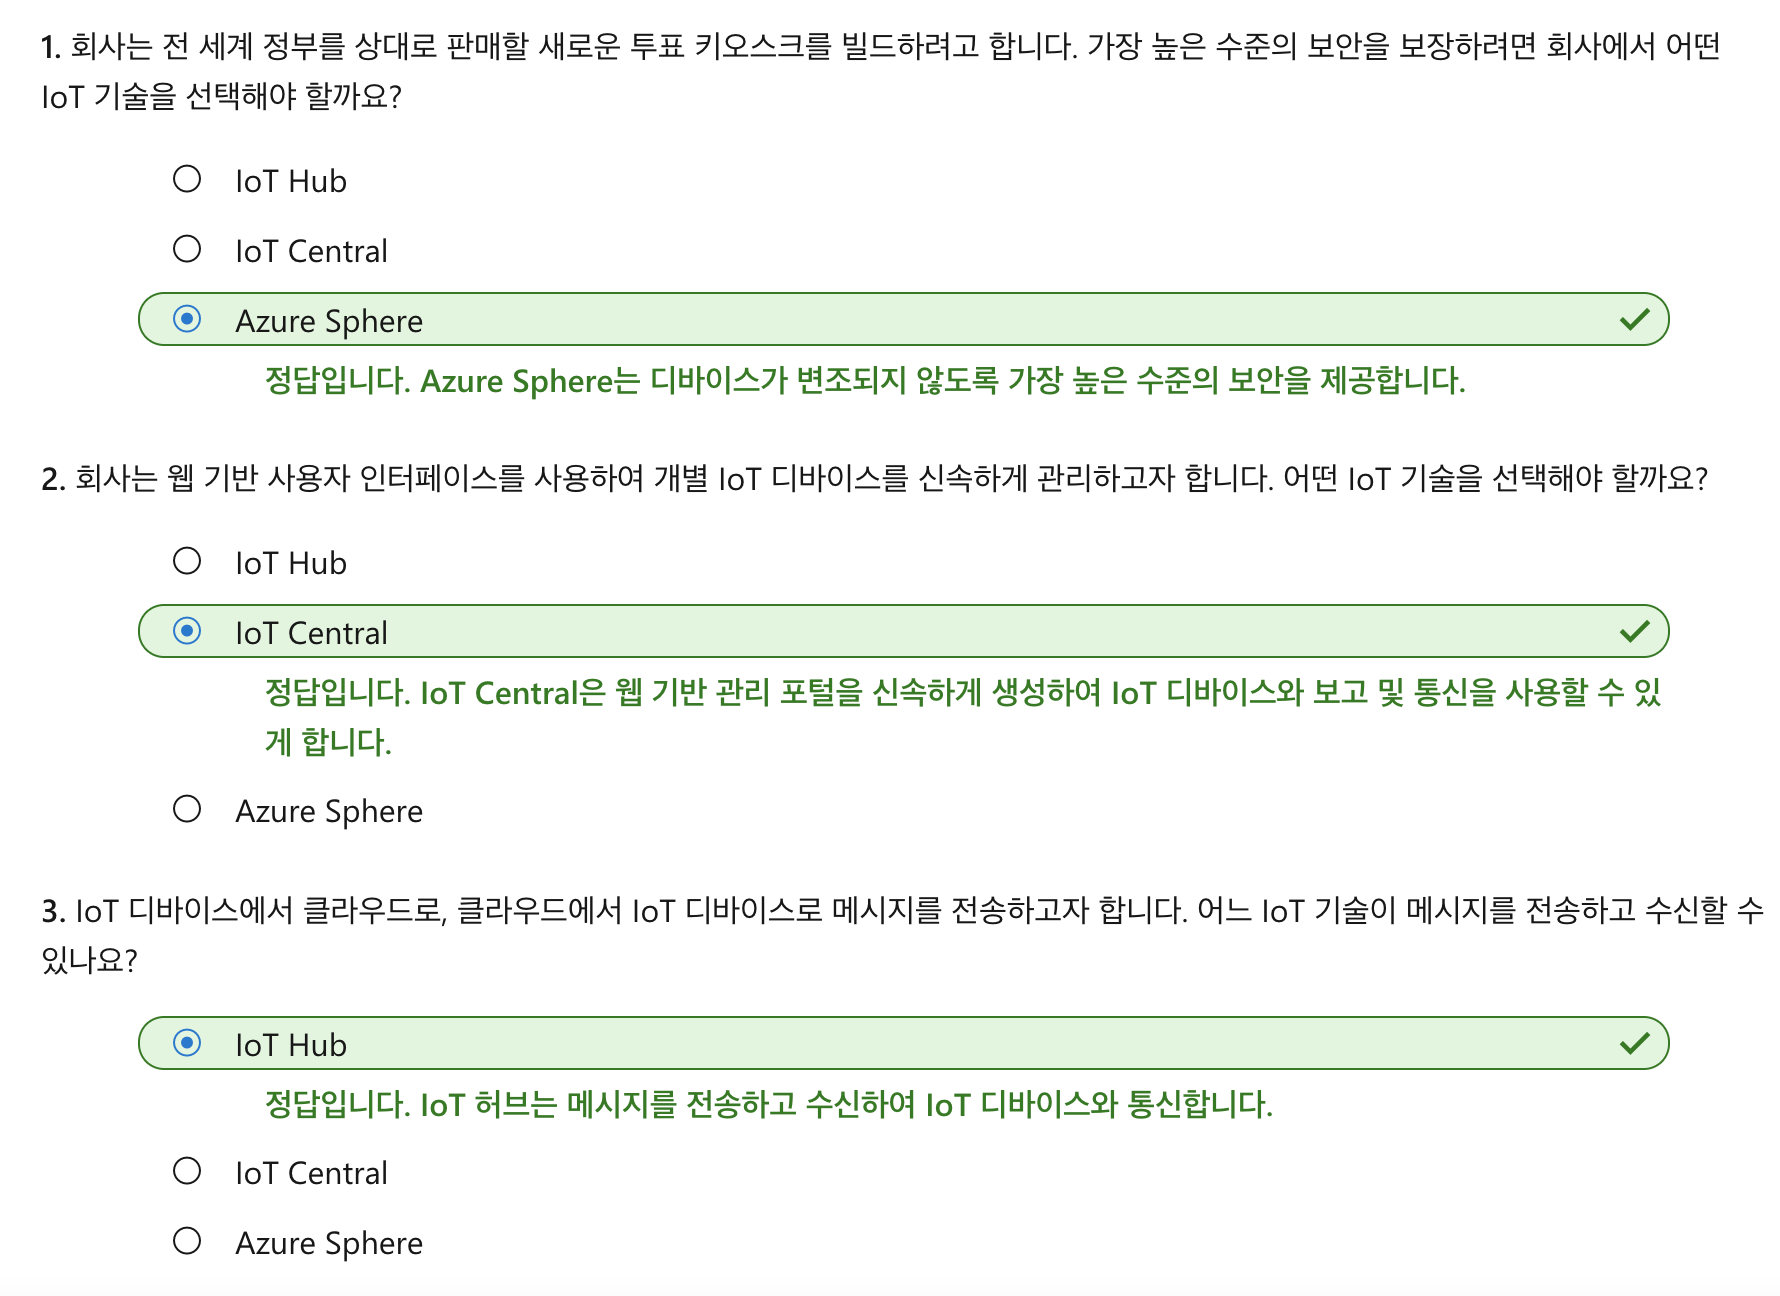 1. 회사는 전 세계 정부를 상대로 판매할 새로운 투표 키오스크를 빌드하려고 합니다. 가장 높은 수준의 보안을 보장하려면 회사에서 어떤
IoT 기술을 선택해야 할까요?
IoT Hub
IoT Central
Azure Sphere
정답입니다. Azure Sphere는 디바이스가 변조되지 않도록 가장 높은 수준의 보안을 제공합니다.
2. 회사는 웹 기반 사용자 인터페이스를 사용하여 개별 IoT 디바이스를 신속하게 관리하고자 합니다. 어떤 IoT 기술을 선택해야 할까요?
IoT Hub
IoT Central
정답입니다. IoT Central은 웹 기반 관리 포털을 신속하게 생성하여 IoT 디바이스와 보고 및 통신을 사용할 수 있
게 합니다.
Azure Sphere
3. IoT 디바이스에서 클라우드로, 클라우드에서 IoT 디바이스로 메시지를 전송하고자 합니다. 어느 IoT 기술이 메시지를 전송하고 수신할 수
있나요?
IoT Hub
정답입니다. IoT 허브는 메시지를 전송하고 수신하여 IoT 디바이스와 통신합니다.
IoT Central
Azure Sphere